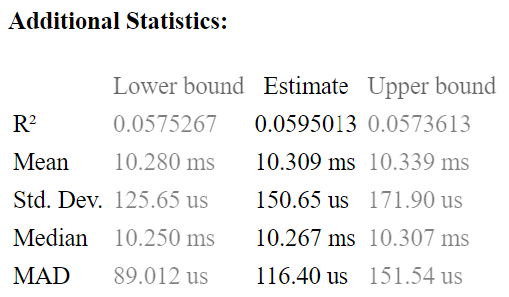 Additional Statistics:
Lower bound Estimate Upper bound
R² 0.0575267 0.0595013 0.0573613
Mean 10.280 ms 10.309 ms 10.339 ms
Std. Dev. 125.65 us 150.65 us 171.90 us
Median 10.250 ms 10.267 ms 10.307 ms
MAD 89.012 us 116.40 us 151.54 us